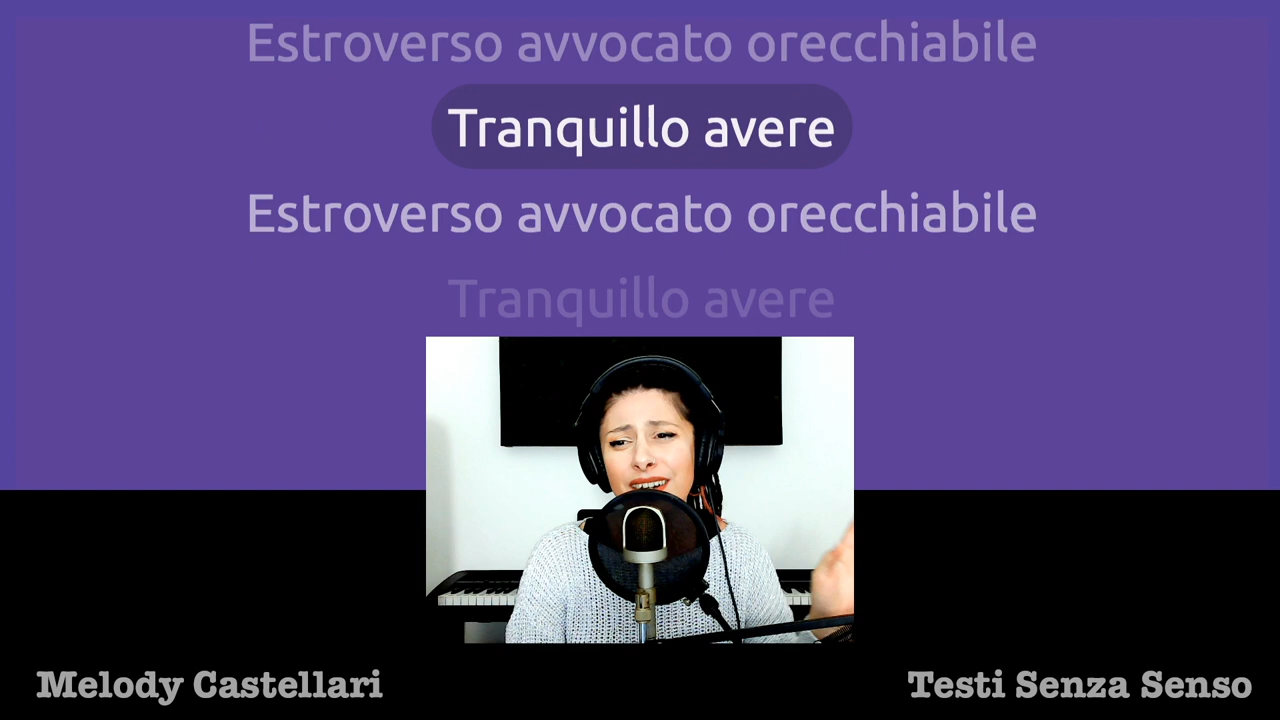 Estroverso avvocato orecchiabile
Tranquillo avere
Estroverso avvocato orecchiabile
Tranquillo avere
Melody Castellari
Testi Senza Senso